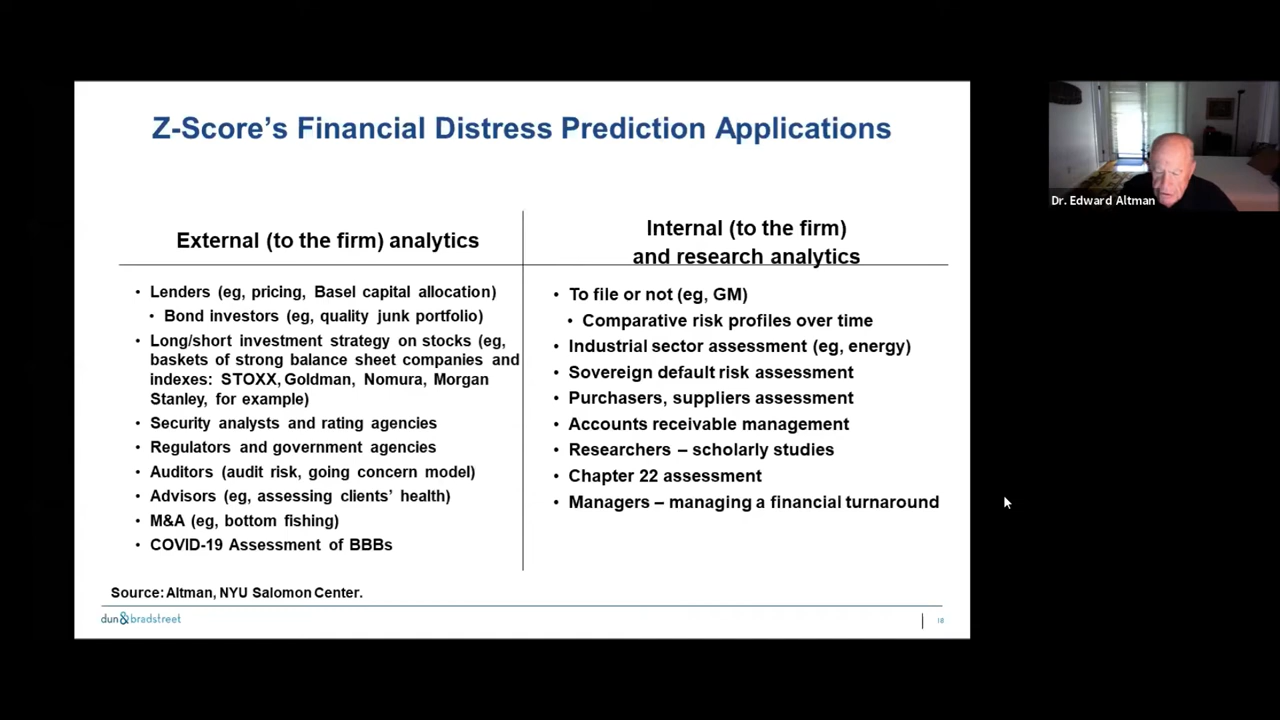 Z-Score's Financial Distress Prediction Applications
External (to the firm) analytics
• Lenders (eg, pricing, Basel capital allocation)
• Bond investors (eg, quality junk portfolio)
• Long/short investment strategy on stocks (eg,
baskets of strong balance sheet companies and
indexes: STOXX, Goldman, Nomura, Morgan
Stanley, for example)
• Security analysts and rating agencies
• Regulators and government agencies
• Auditors (audit risk, going concern model)
• Advisors (eg, assessing clients' health)
• M&A (eg, bottom fishing)
• COVID-19 Assessment of BBBs
Internal (to the firm)
and research analytics
• To file or not (eg, GM)
• Comparative risk profiles over time
• Industrial sector assessment (eg, energy)
• Sovereign default risk assessment
• Purchasers, suppliers assessment
• Accounts receivable management
• Researchers – scholarly studies
• Chapter 22 assessment
• Managers – managing a financial turnaround
Source: Altman, NYU Salomon Center.
dun&bradstreet
18
Dr. Edward Altman